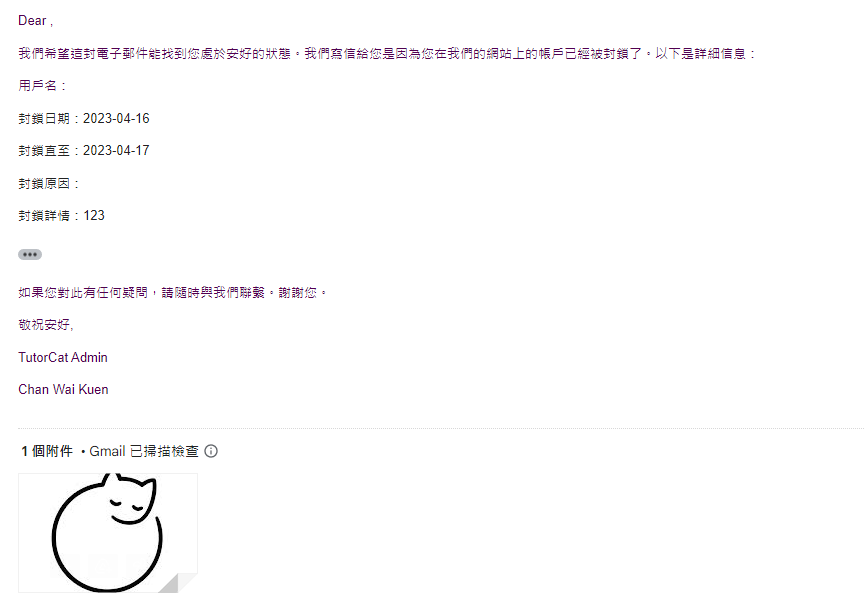 Dear ,
我們希望這封電子郵件能找到您處於安好的狀態。我們寫信給您是因為您在我們的網站上的帳戶已經被封鎖了。以下是詳細信息：
用戶名：
封鎖日期：2023-04-16
封鎖直至：2023-04-17
封鎖原因：
封鎖詳情：123
如果您對此有任何疑問，請隨時與我們聯繫。謝謝您。
敬祝安好,
TutorCat Admin
Chan Wai Kuen
1 個附件 • Gmail 已掃描檢查